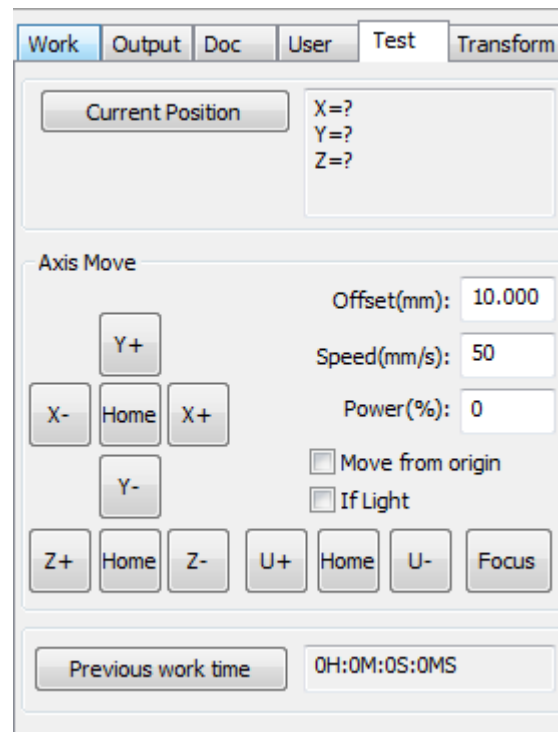 Work Output Doc User Test Transform
Current Position
X=?
Y=?
Z=?
Axis Move
Offset(mm): 10.000
Y+
Speed(mm/s): 50
X- Home X+
Power(%): 0
Move from origin
Y-
If Light
Z+ Home Z- U+ Home U- Focus
Previous work time 0H:0M:0S:0MS